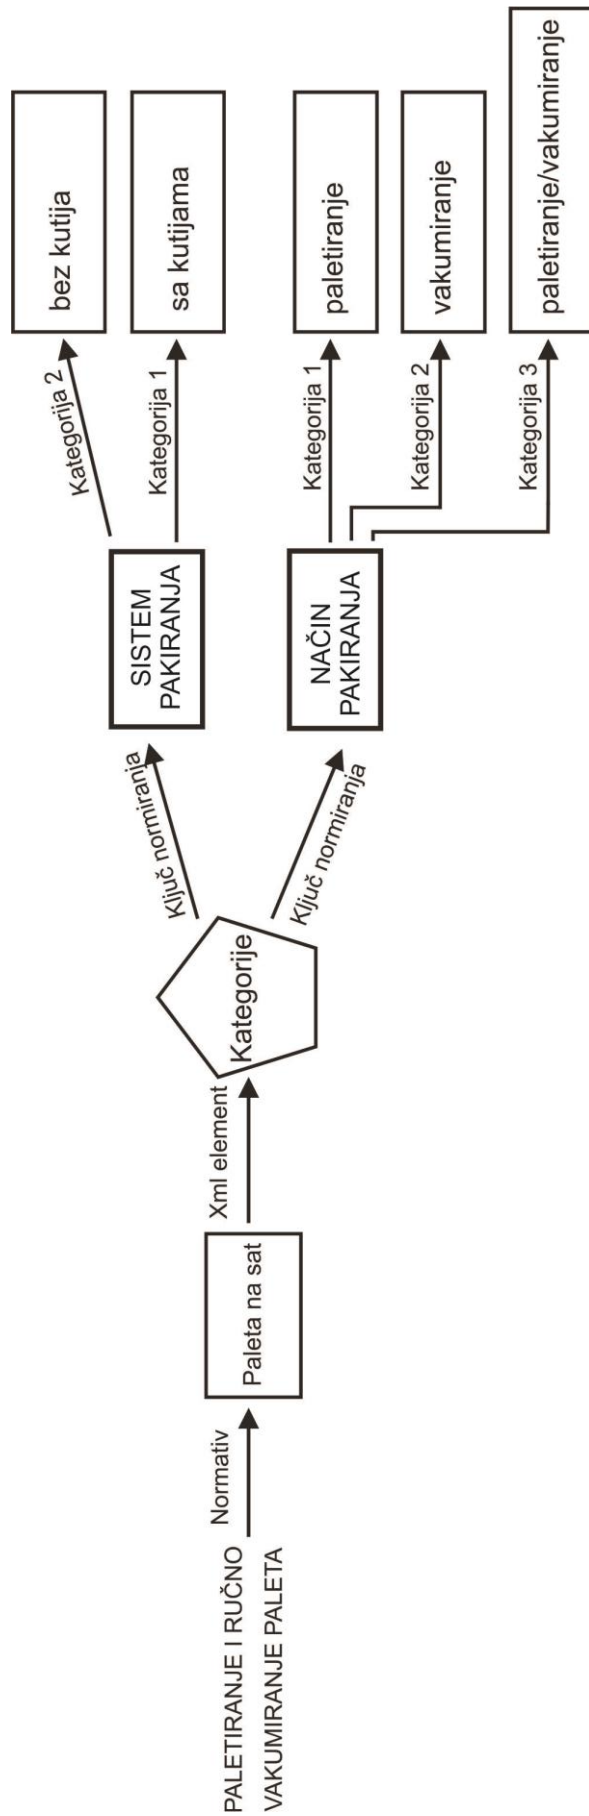 PALETIRANJE I RUČNO
VAKUMIRANJE PALETA
Normativ
Paleta na sat
Xml element
Kategorije
Ključ normiranja
Ključ normiranja
SISTEM
PAKIRANJA
NAČIN
PAKIRANJA
Kategorija 2
Kategorija 1
Kategorija 1
Kategorija 2
Kategorija 3
bez kutija
sa kutijama
paletiranje
vakumiranje
paletiranje/vakumiranje